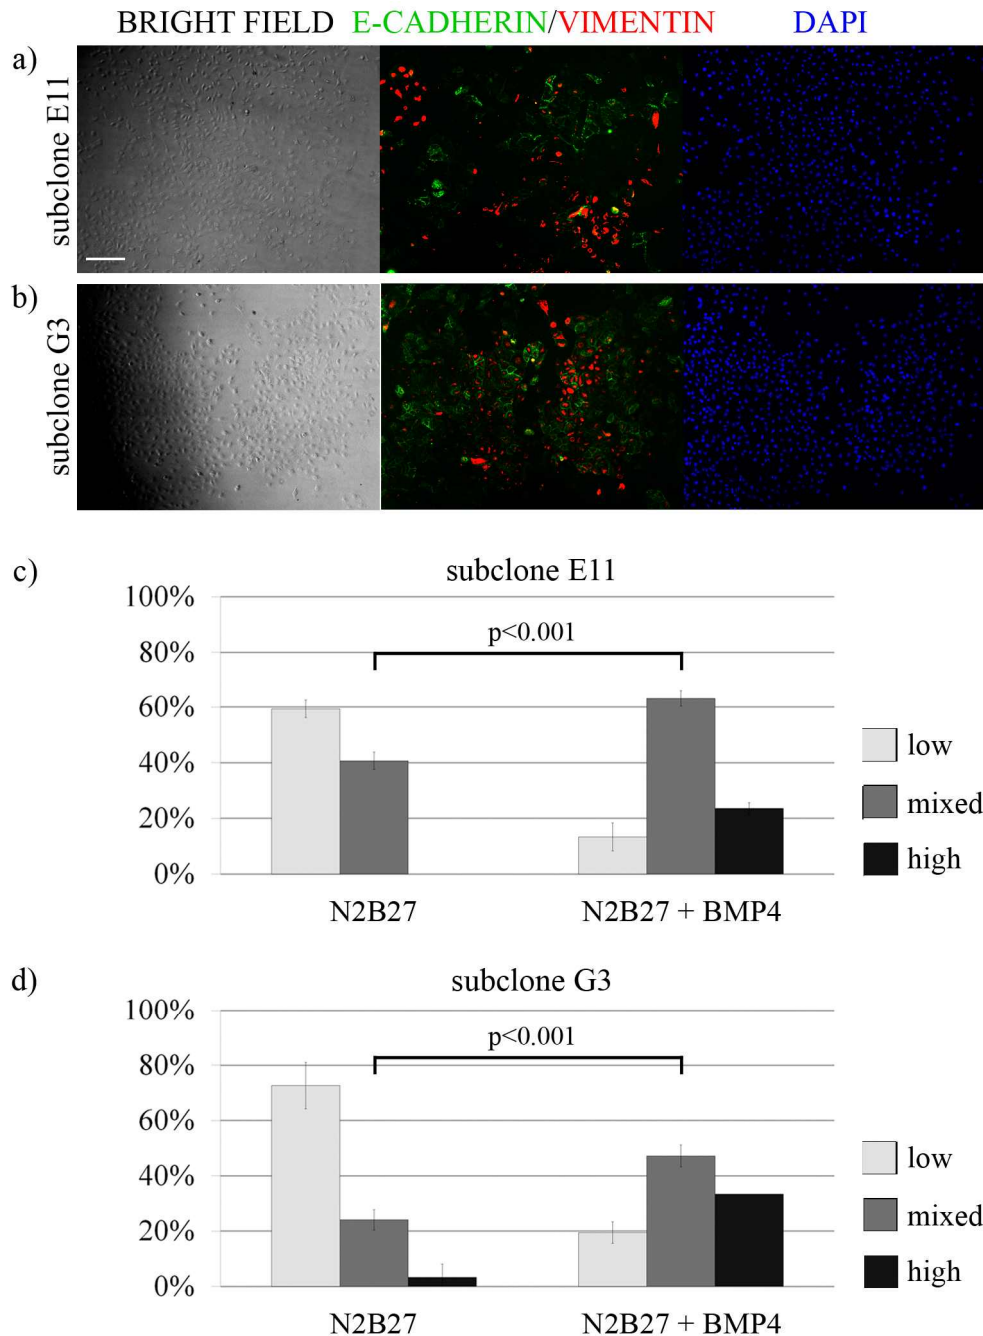 BRIGHT FIELD E-CADHERIN/VIMENTIN DAPI
a)
subclone E11
b)
subclone G3
c)
subclone E11
100%
80%
60%
40%
20%
0%
p<0.001
N2B27
N2B27 + BMP4
low
mixed
high
d)
subclone G3
100%
80%
60%
40%
20%
0%
p<0.001
N2B27
N2B27 + BMP4
low
mixed
high